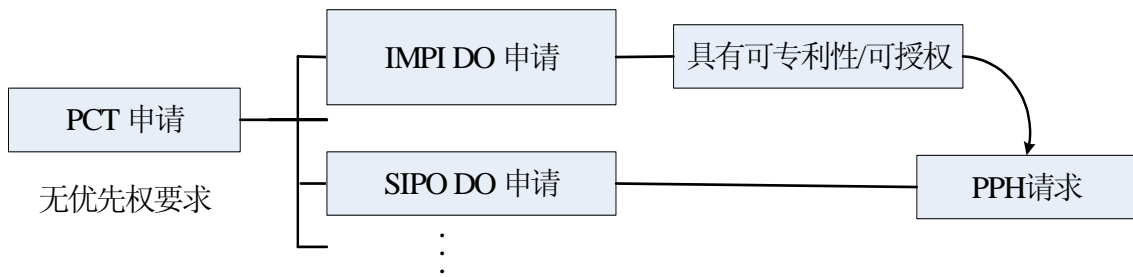 IMPI DO 申请
具有可专利性/可授权
PCT 申请
无优先权要求
SIPO DO 申请
PPH请求